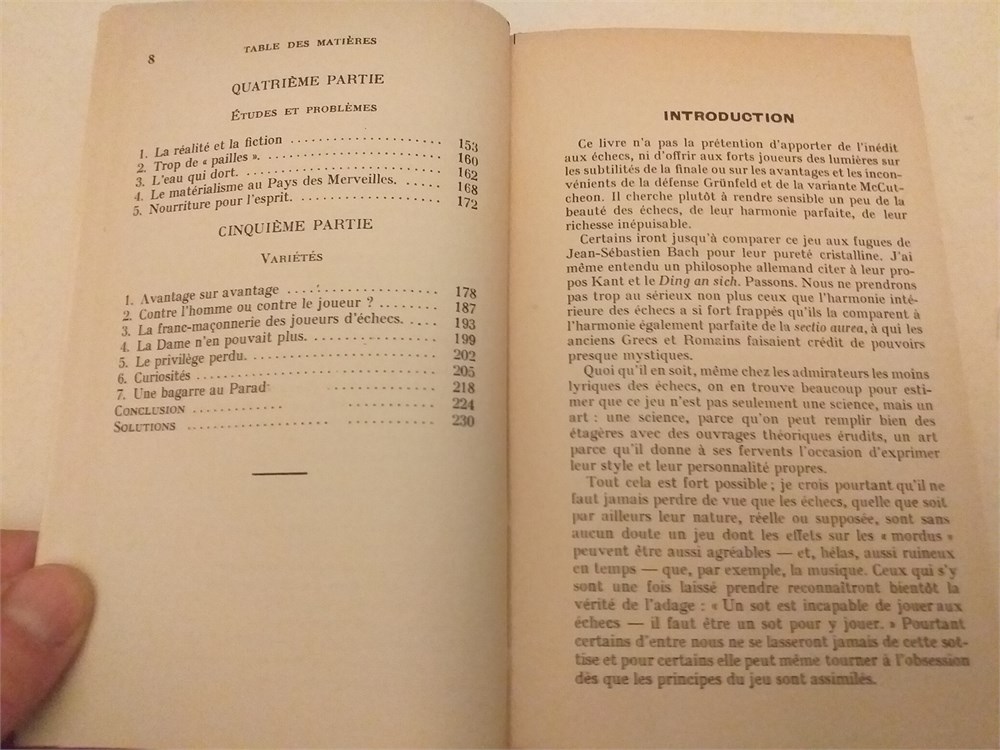 8
TABLE DES MATIÈRES
QUATRIÈME PARTIE
ÉTUDES ET PROBLÈMES
1. La réalité et la fiction .................... 153
2. Trop de « pailles ». .................... 160
3. L'eau qui dort. .................... 162
4. Le matérialisme au Pays des Merveilles. ..... 168
5. Nourriture pour l'esprit. .................... 172
CINQUIÈME PARTIE
VARIÉTÉS
1. Avantage sur avantage .................... 178
2. Contre l'homme ou contre le joueur ? ....... 187
3. La franc-maçonnerie des joueurs d'échecs. .... 193
4. La Dame n'en pouvait plus. ................ 199
5. Le privilège perdu. .................... 202
6. Curiosités .................... 205
7. Une bagarre au Parad ............ 218
CONCLUSION .................... 224
SOLUTIONS .................... 230
INTRODUCTION
Ce livre n'a pas la prétention d'apporter de l'inédit
aux échecs, ni d'offrir aux forts joueurs des lumières sur
les subtilités de la finale ou sur les avantages et les incon-
vénients de la défense Grünfeld et de la variante McCut-
cheon. Il cherche plutôt à rendre sensible un peu de la
beauté des échecs, de leur harmonie parfaite, de leur
richesse inépuisable.
Certains iront jusqu'à comparer ce jeu aux fugues de
Jean-Sébastien Bach pour leur pureté cristalline. J'ai
même entendu un philosophe allemand citer à leur pro-
pos Kant et le Ding an sich. Passons. Nous ne prendrons
pas trop au sérieux non plus ceux que l'harmonie inté-
rieure des échecs a si fort frappés qu'ils la comparent à
l'harmonie également parfaite de la sectio aurea, à qui les
anciens Grecs et Romains faisaient crédit de pouvoirs
presque mystiques.
Quoi qu'il en soit, même chez les admirateurs les moins
lyriques des échecs, on en trouve beaucoup pour esti-
mer que ce jeu n'est pas seulement une science, mais un
art : une science, parce qu'on peut remplir bien des
étagères avec des ouvrages théoriques érudits, un art
parce qu'il donne à ses fervents l'occasion d'exprimer
leur style et leur personnalité propres.
Tout cela est fort possible ; je crois pourtant qu'il ne
faut jamais perdre de vue que les échecs, quelle que soit
par ailleurs leur nature, réelle ou supposée, sont sans
aucun doute un jeu dont les effets sur les « mordus »
peuvent être aussi agréables — et, hélas, aussi ruineux
en temps — que, par exemple, la musique. Ceux qui s'y
sont une fois laissé prendre reconnaîtront bientôt la
vérité de l'adage : « Un sot est incapable de jouer aux
échecs — il faut être un sot pour y jouer. » Pourtant
certains d'entre nous ne se lasseront jamais de cette sot-
tise et pour certains elle peut même tourner à l'obsession
dès que les principes du jeu sont assimilés.